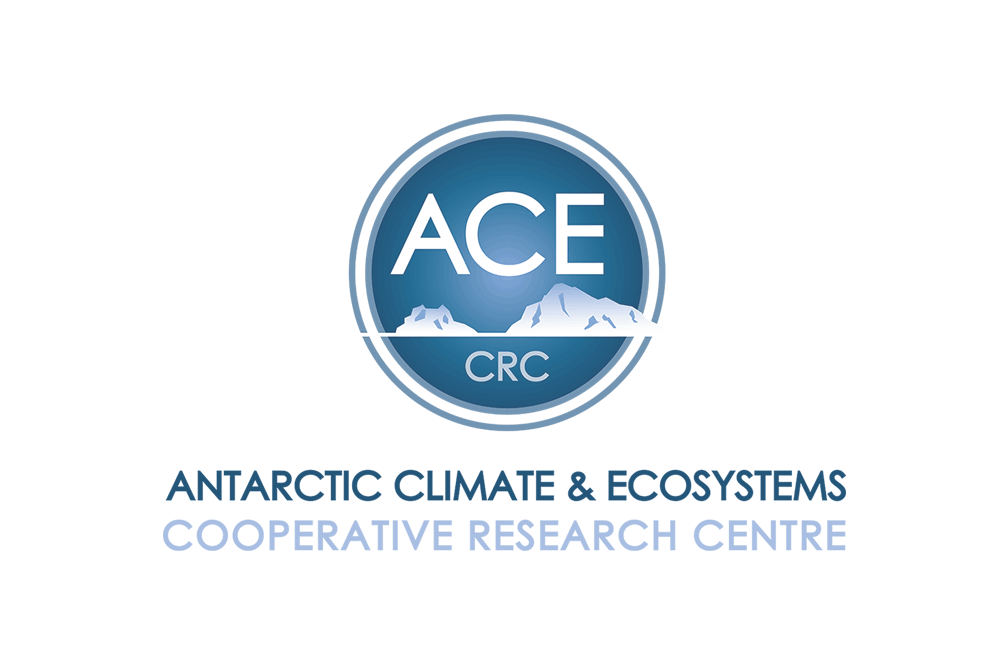 ACE
CRC
ANTARCTIC CLIMATE & ECOSYSTEMS
COOPERATIVE RESEARCH CENTRE